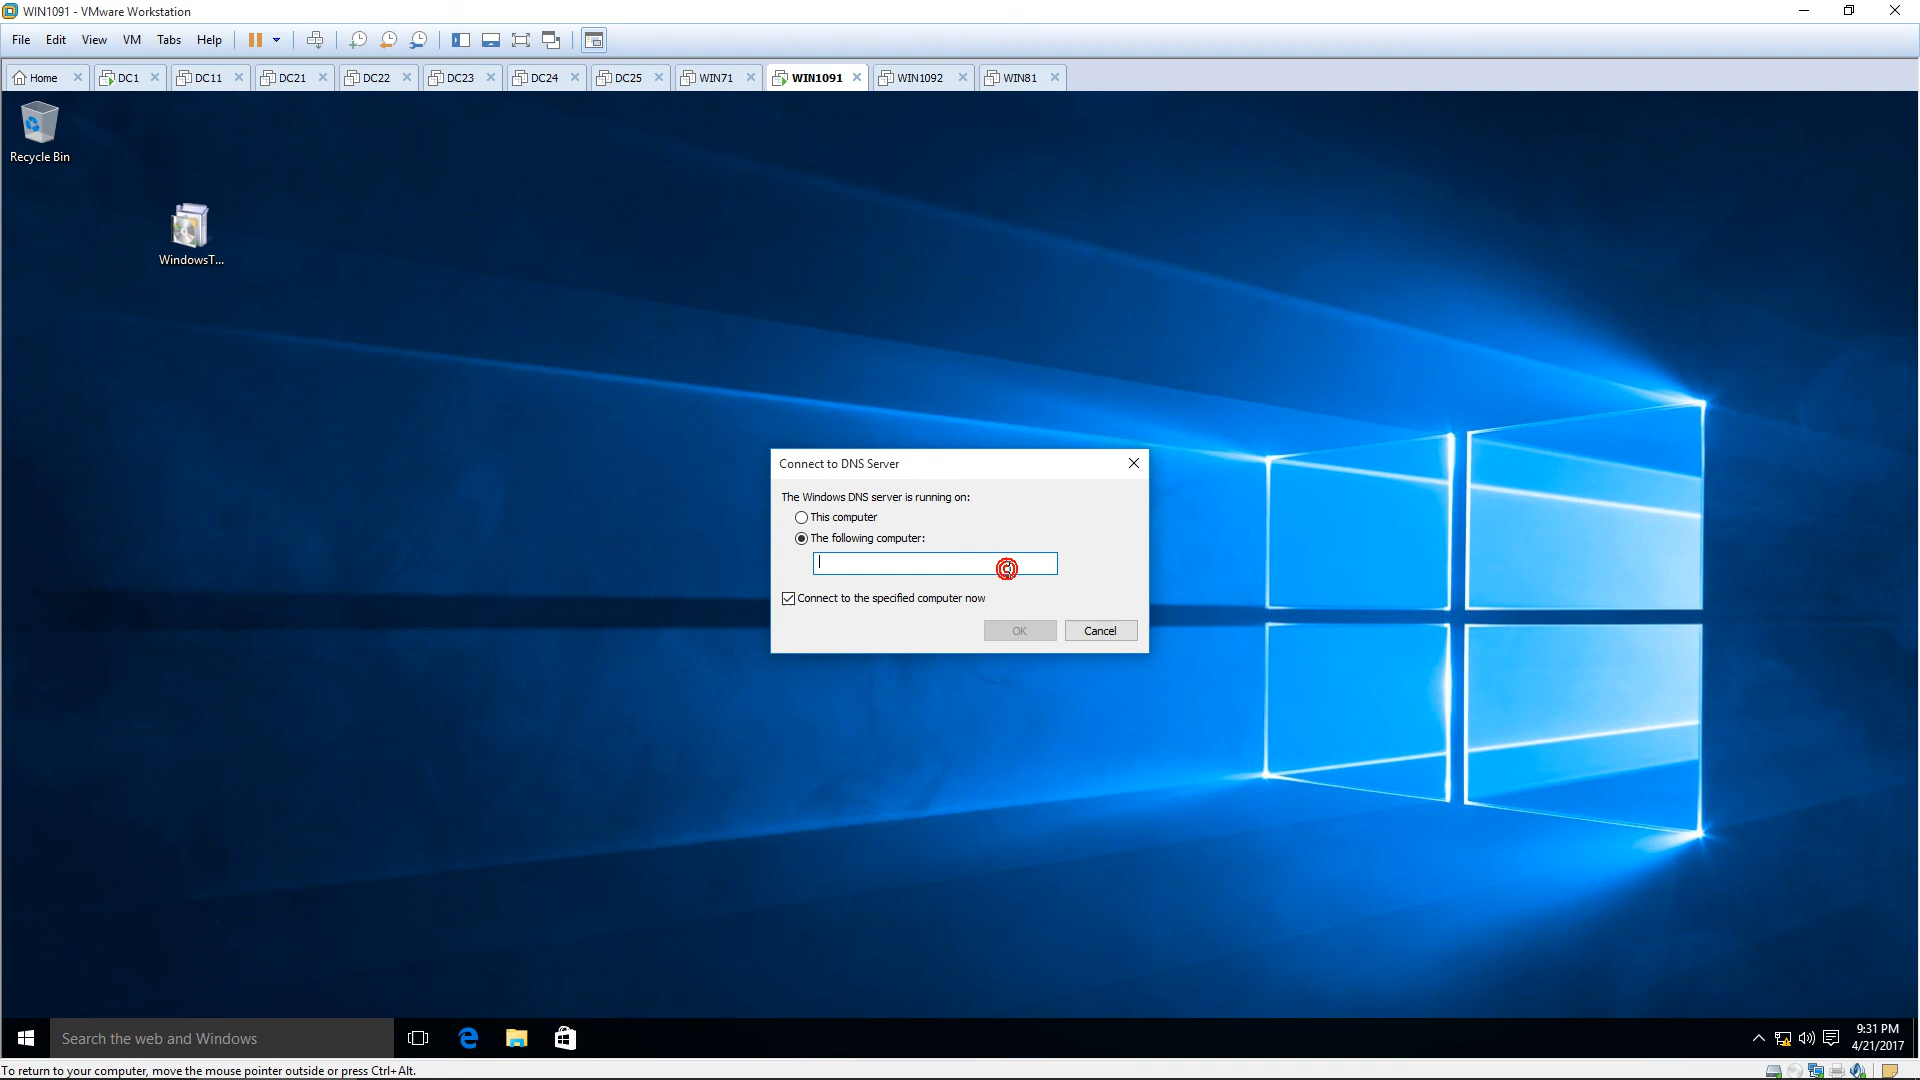 WIN1091 - VMware Workstation
File Edit View VM Tabs Help
Home DC1 DC11 DC21 DC22 DC23 DC24 DC25 WIN71 WIN1091 WIN1092 WIN81
Recycle Bin
WindowsT...
Connect to DNS Server
The Windows DNS server is running on:
This computer
The following computer:
Connect to the specified computer now
OK Cancel
Search the web and Windows
9:31 PM
4/21/2017
To return to your computer, move the mouse pointer outside or press Ctrl+Alt.